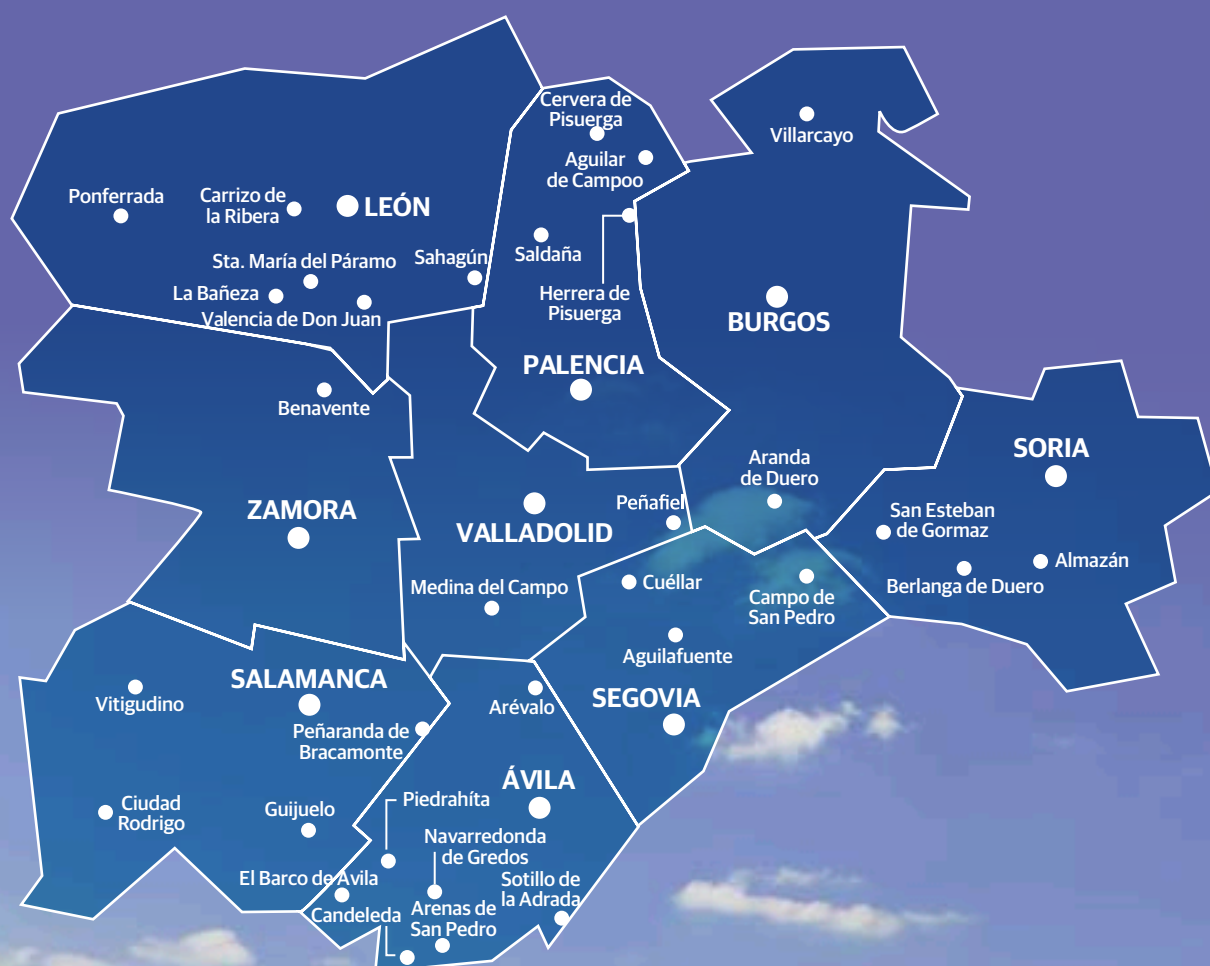 Cervera de
Pisuerga
Villarcayo
Aguilar
de Campoo
Ponferrada
Carrizo de
la Ribera
LEÓN
Saldaña
Sta. María del Páramo
Sahagún
La Bañeza
Valencia de Don Juan
Herrera de
Pisuerga
BURGOS
PALENCIA
Benavente
SORIA
Aranda
de Duero
ZAMORA
VALLADOLID
Peñafiel
San Esteban
de Gormaz
Almazán
Berlanga de Duero
Medina del Campo
Cuéllar
Campo de
San Pedro
Aguilafuente
SALAMANCA
Vitigudino
Arévalo
SEGOVIA
Peñaranda de
Bracamonte
ÁVILA
Piedrahíta
Ciudad
Rodrigo
Guijuelo
Navarredonda
de Gredos
El Barco de Ávila
Sotillo de
la Adrada
Candeleda
Arenas de
San Pedro